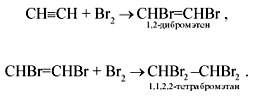 CH≡CH + Br₂ → CHBr=CHBr ,
1,2-дибромэтен
CHBr=CHBr + Br₂ → CHBr₂–CHBr₂ .
1,1,2,2-тетрабромэтан